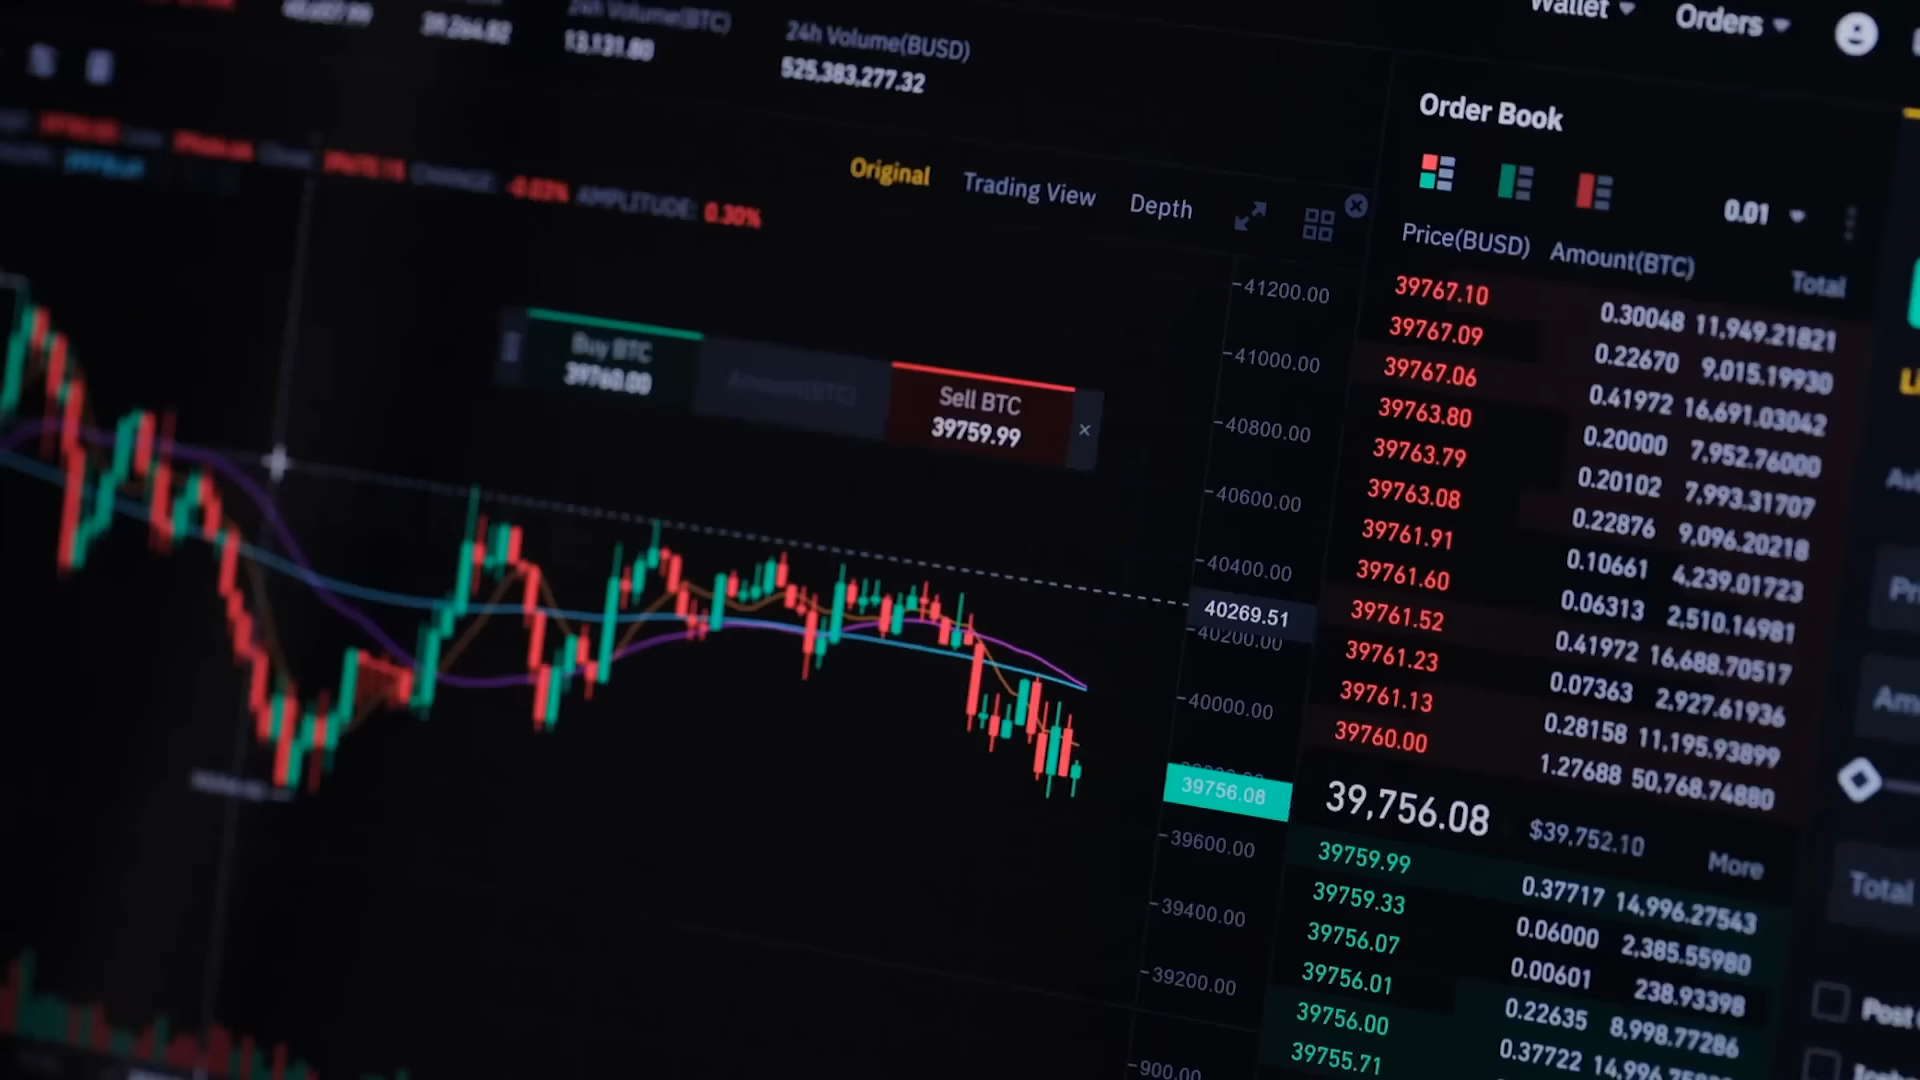 Wallet Orders
24h Volume(BTC)
13,131.80
24h Volume(BUSD)
525,383,277.32
CHANGE: -0.03% AMPLITUDE: 0.30%
Original Trading View Depth
Buy BTC
39760.00
Amount(BTC)
Sell BTC
39759.99
41200.00
41000.00
40800.00
40600.00
40400.00
40269.51
40200.00
40000.00
39756.08
39600.00
39400.00
39200.00
Order Book
0.01
Price(BUSD) Amount(BTC) Total
39767.10 0.30048 11,949.21821
39767.09 0.22670 9,015.19930
39767.06 0.41972 16,691.03042
39763.80 0.20000 7,952.76000
39763.79 0.20102 7,993.31707
39763.08 0.22876 9,096.20218
39761.91 0.10661 4,239.01723
39761.60 0.06313 2,510.14981
39761.52 0.41972 16,688.70517
39761.23 0.07363 2,927.61936
39761.13 0.28158 11,195.93899
39760.00 1.27688 50,768.74880
39,756.08 $39,752.10 More
39759.99 0.37717 14,996.27543
39759.33 0.06000 2,385.55980
39756.07 0.00601 238.93398
39756.01 0.22635 8,998.77286
39756.00 0.37722
39755.71
Total
Post